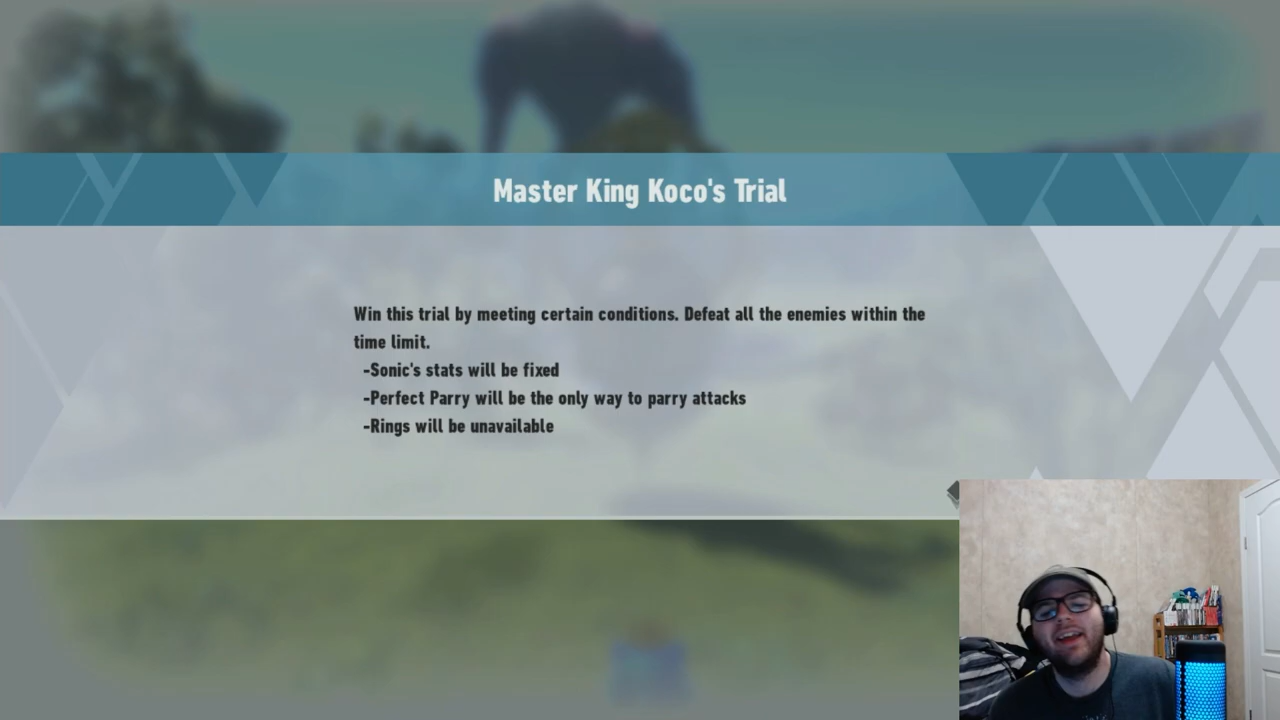 Master King Koco's Trial
Win this trial by meeting certain conditions. Defeat all the enemies within the
time limit.
-Sonic's stats will be fixed
-Perfect Parry will be the only way to parry attacks
-Rings will be unavailable